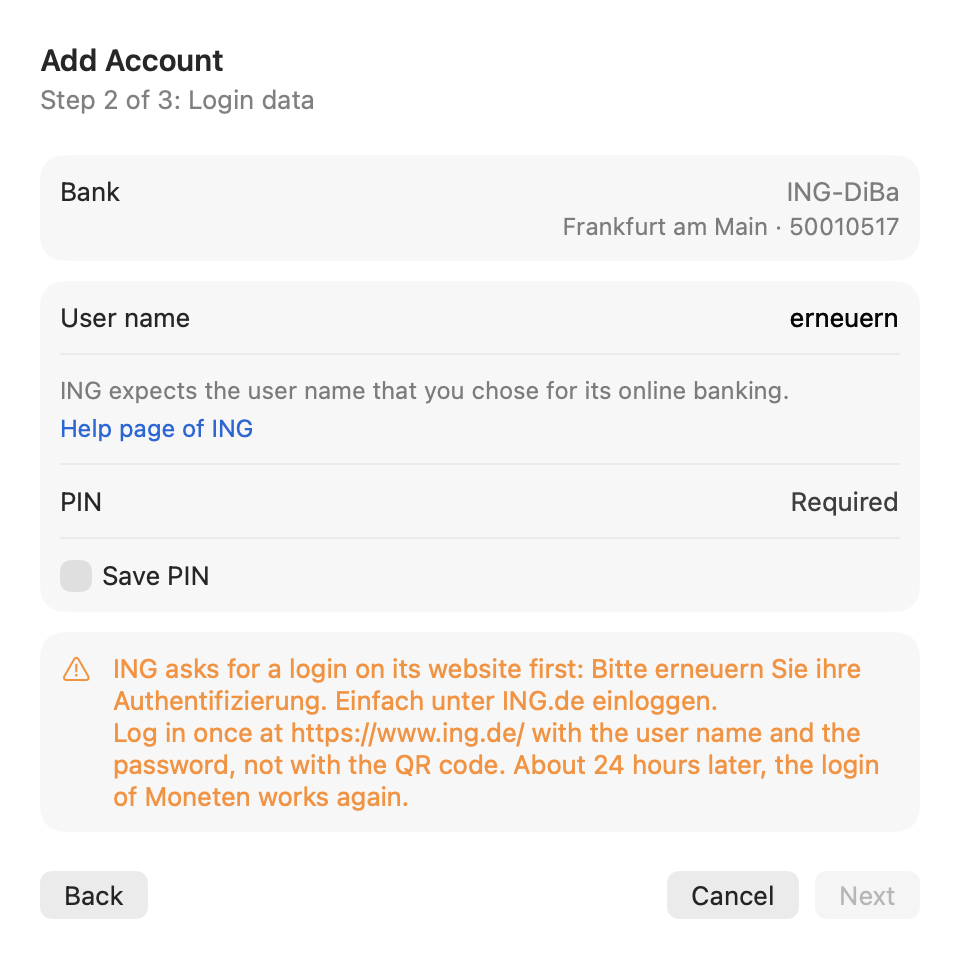 Add Account
Step 2 of 3: Login data
Bank
ING-DiBa
Frankfurt am Main · 50010517
User name
erneuern
ING expects the user name that you chose for its online banking.
Help page of ING
PIN
Required
Save PIN
ING asks for a login on its website first: Bitte erneuern Sie ihre
Authentifizierung. Einfach unter ING.de einloggen.
Log in once at https://www.ing.de/ with the user name and the
password, not with the QR code. About 24 hours later, the login
of Moneten works again.
Back
Cancel
Next